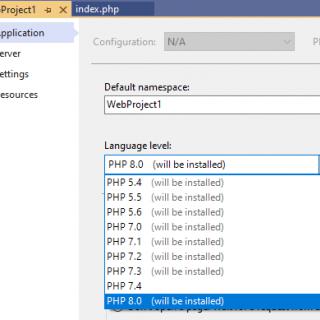 bProject1 index.php
Application
Configuration: N/A
erver
ettings
Default namespace:
esources
WebProject1
Language level:
PHP 8.0 (will be installed)
PHP 5.4 (will be installed)
PHP 5.5 (will be installed)
PHP 5.6 (will be installed)
PHP 7.0 (will be installed)
PHP 7.1 (will be installed)
PHP 7.2 (will be installed)
PHP 7.3 (will be installed)
PHP 7.4
PHP 8.0 (will be installed)